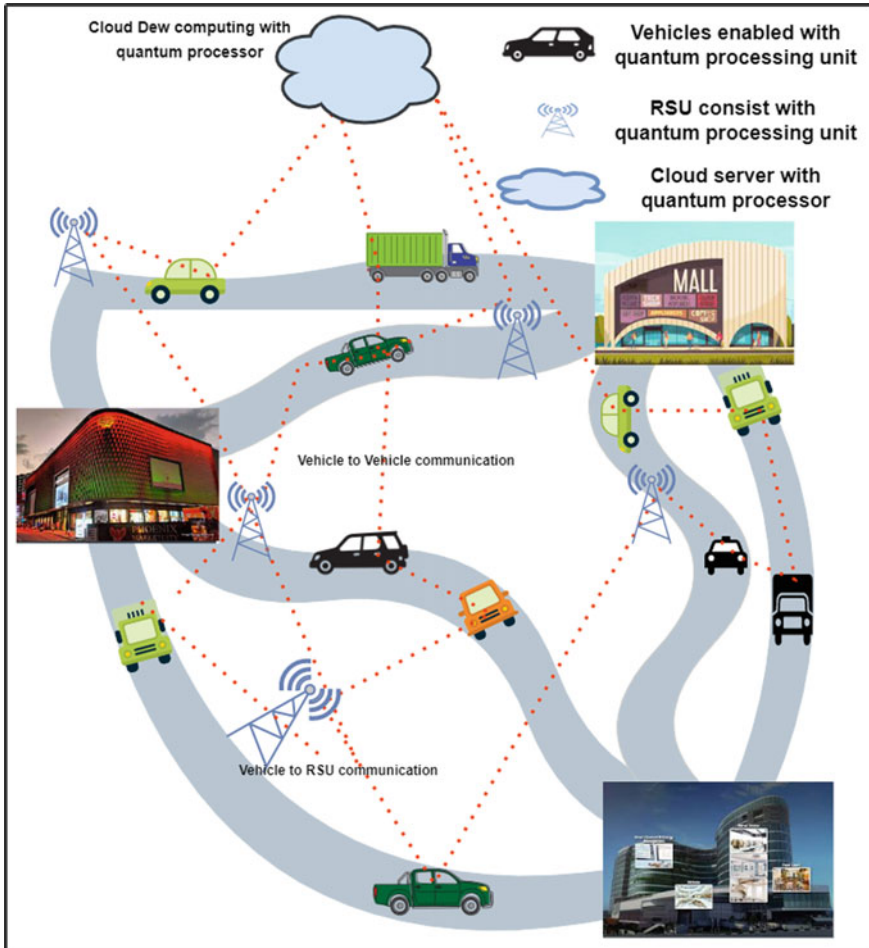 Cloud Dew computing with
quantum processor
Vehicles enabled with
quantum processing unit
RSU consist with
quantum processing unit
Cloud server with
quantum processor
MALL
Vehicle to Vehicle communication
PHOENIX
Vehicle to RSU communication